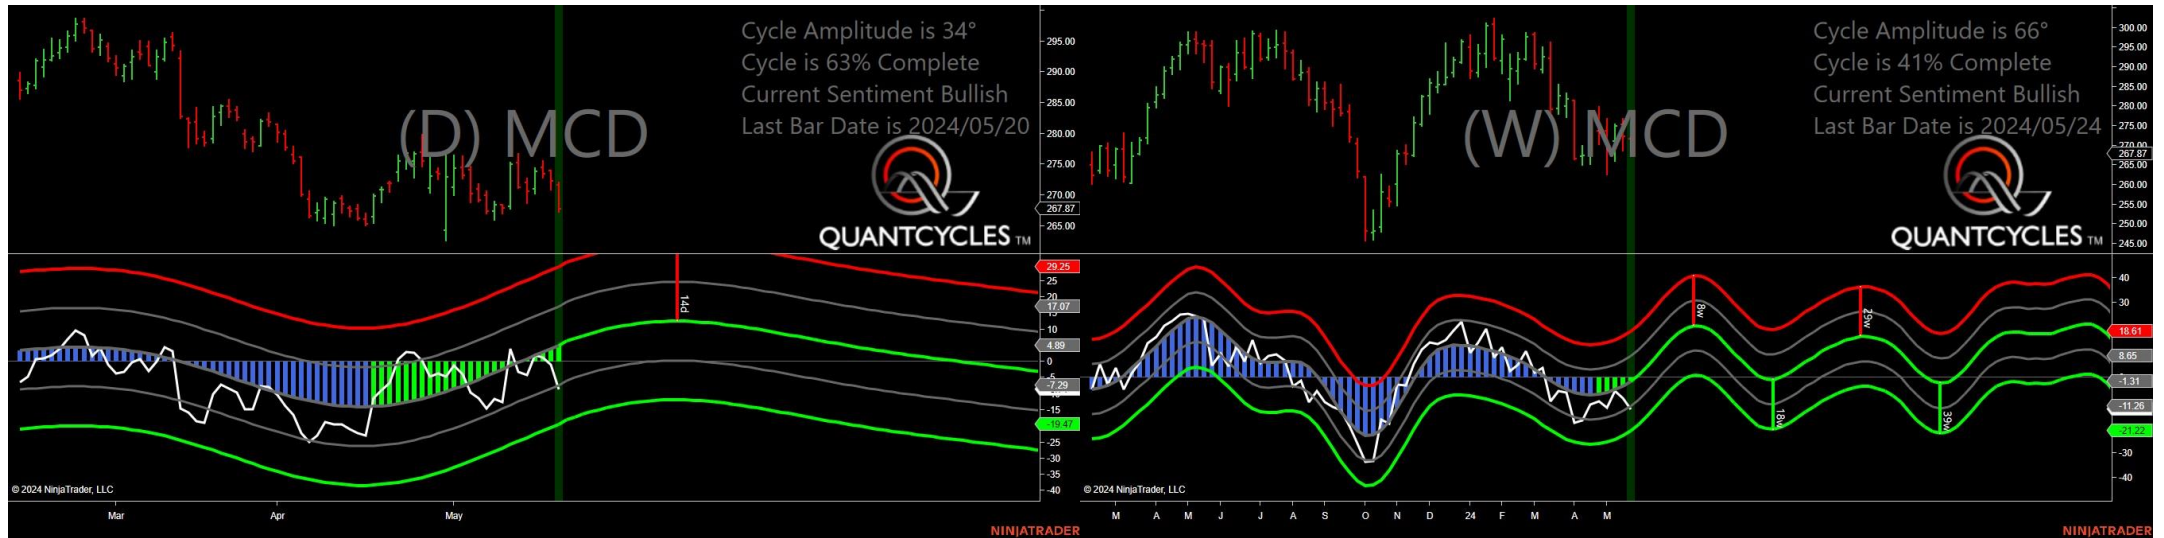 Cycle Amplitude is 34°
Cycle is 63% Complete
Current Sentiment Bullish
Last Bar Date is 2024/05/20
(D) MCD
QUANTCYCLES TM
295.00
290.00
285.00
280.00
275.00
270.00
267.87
265.00
29.25
25
20
17.07
10
4.89
0
-5
-7.29
-15
-19.47
-25
-30
-35
-40
14d
© 2024 NinjaTrader, LLC
Mar Apr May
NINJATRADER
Cycle Amplitude is 66°
Cycle is 41% Complete
Current Sentiment Bullish
Last Bar Date is 2024/05/24
(W) MCD
QUANTCYCLES TM
300.00
295.00
290.00
285.00
280.00
275.00
270.00
267.87
265.00
260.00
255.00
250.00
245.00
40
30
18.61
8.65
-1.31
-11.26
-21.22
-30
-40
8w
18w
29w
39w
© 2024 NinjaTrader, LLC
M A M J J A S O N D 24 F M A M
NINJATRADER